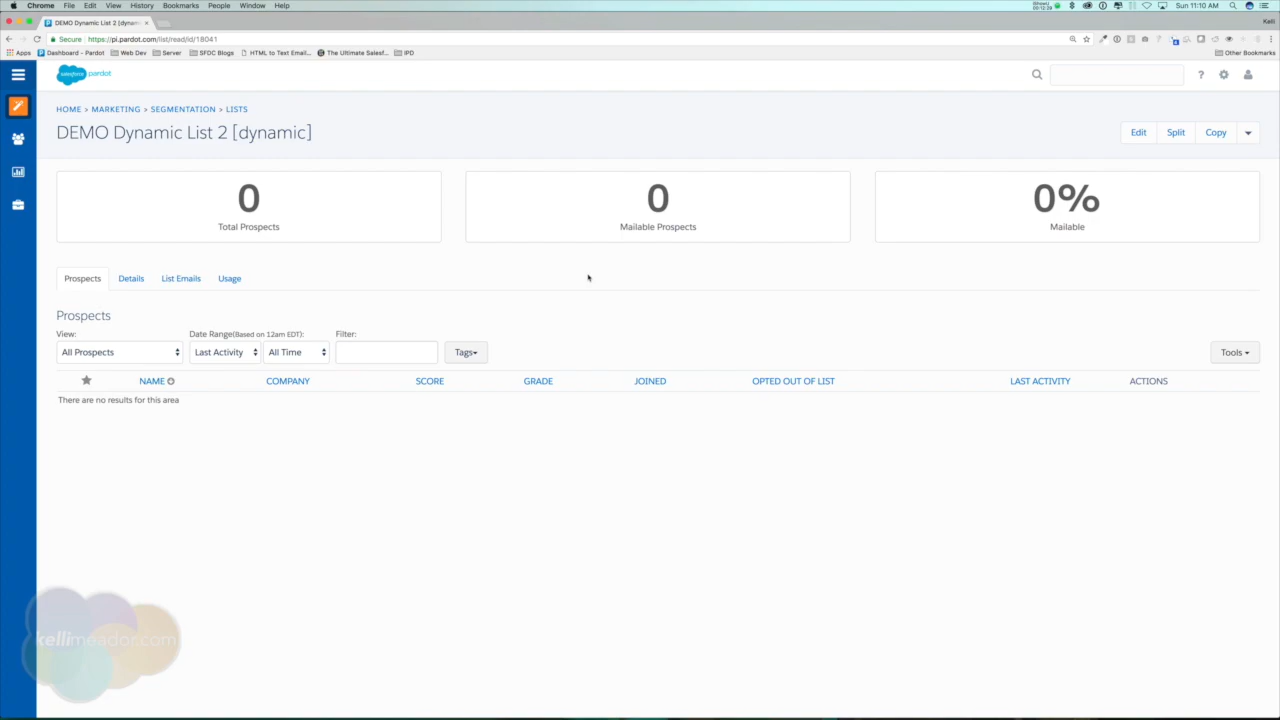 Chrome File Edit View History Bookmarks People Window Help
Sun 11:10 AM
DEMO Dynamic List 2 [dynam
Kelli
Secure https://pi.pardot.com/list/read/id/18041
Apps Dashboard - Pardot Web Dev Server SFDC Blogs HTML to Text Email... The Ultimate Salesf... IPD Other Bookmarks
salesforce pardot
HOME > MARKETING > SEGMENTATION > LISTS
DEMO Dynamic List 2 [dynamic]
Edit Split Copy
0 0 0%
Total Prospects Mailable Prospects Mailable
Prospects Details List Emails Usage
Prospects
View: Date Range(Based on 12am EDT): Filter:
All Prospects Last Activity All Time Tags Tools
NAME COMPANY SCORE GRADE JOINED OPTED OUT OF LIST LAST ACTIVITY ACTIONS
There are no results for this area
kellimeador.com